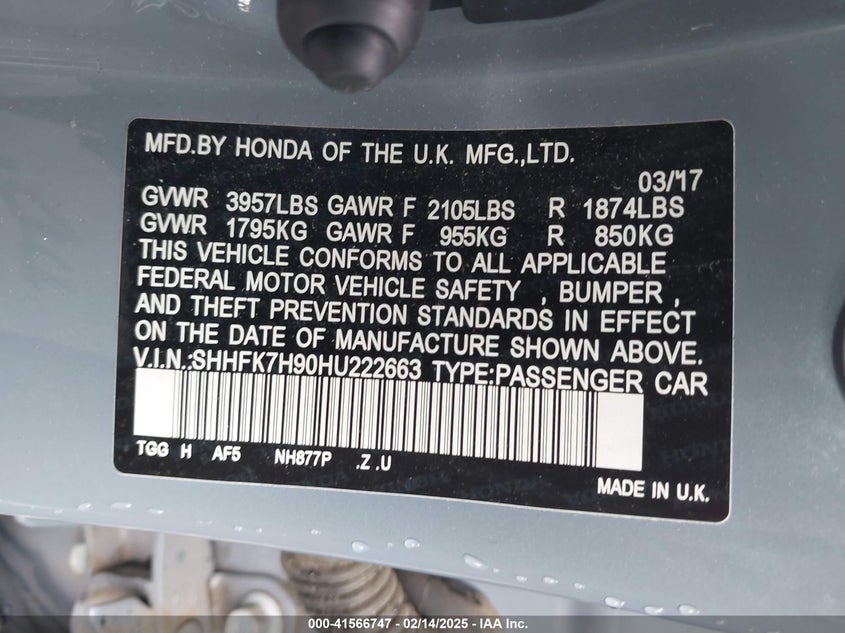 MFD.BY HONDA OF THE U.K. MFG.,LTD.
03/17
GVWR 3957LBS GAWR F 2105LBS R 1874LBS
GVWR 1795KG GAWR F 955KG R 850KG
THIS VEHICLE CONFORMS TO ALL APPLICABLE
FEDERAL MOTOR VEHICLE SAFETY , BUMPER ,
AND THEFT PREVENTION STANDARDS IN EFFECT
ON THE DATE OF MANUFACTURE SHOWN ABOVE.
V.I.N.:SHHFK7H90HU222663 TYPE:PASSENGER CAR
TGG H AF5 NH877P .Z .U
MADE IN U.K.
000-41566747 - 02/14/2025 - IAA Inc.